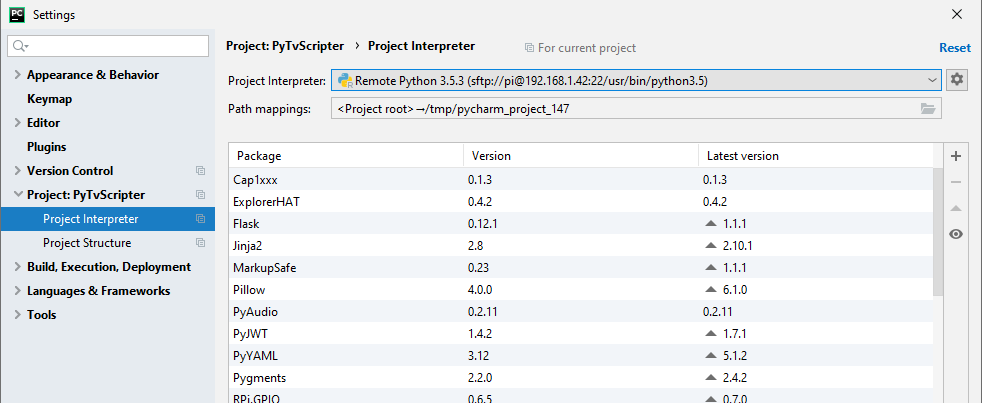 PC Settings
Project: PyTvScripter › Project Interpreter For current project Reset
Appearance & Behavior
Keymap
Editor
Plugins
Version Control
Project: PyTvScripter
Project Interpreter
Project Structure
Build, Execution, Deployment
Languages & Frameworks
Tools
Project Interpreter: Remote Python 3.5.3 (sftp://pi@192.168.1.42:22/usr/bin/python3.5)
Path mappings: <Project root>→/tmp/pycharm_project_147
Package Version Latest version
Cap1xxx 0.1.3 0.1.3
ExplorerHAT 0.4.2 0.4.2
Flask 0.12.1 1.1.1
Jinja2 2.8 2.10.1
MarkupSafe 0.23 1.1.1
Pillow 4.0.0 6.1.0
PyAudio 0.2.11 0.2.11
PyJWT 1.4.2 1.7.1
PyYAML 3.12 5.1.2
Pygments 2.2.0 2.4.2
RPi.GPIO 0.6.5 0.7.0